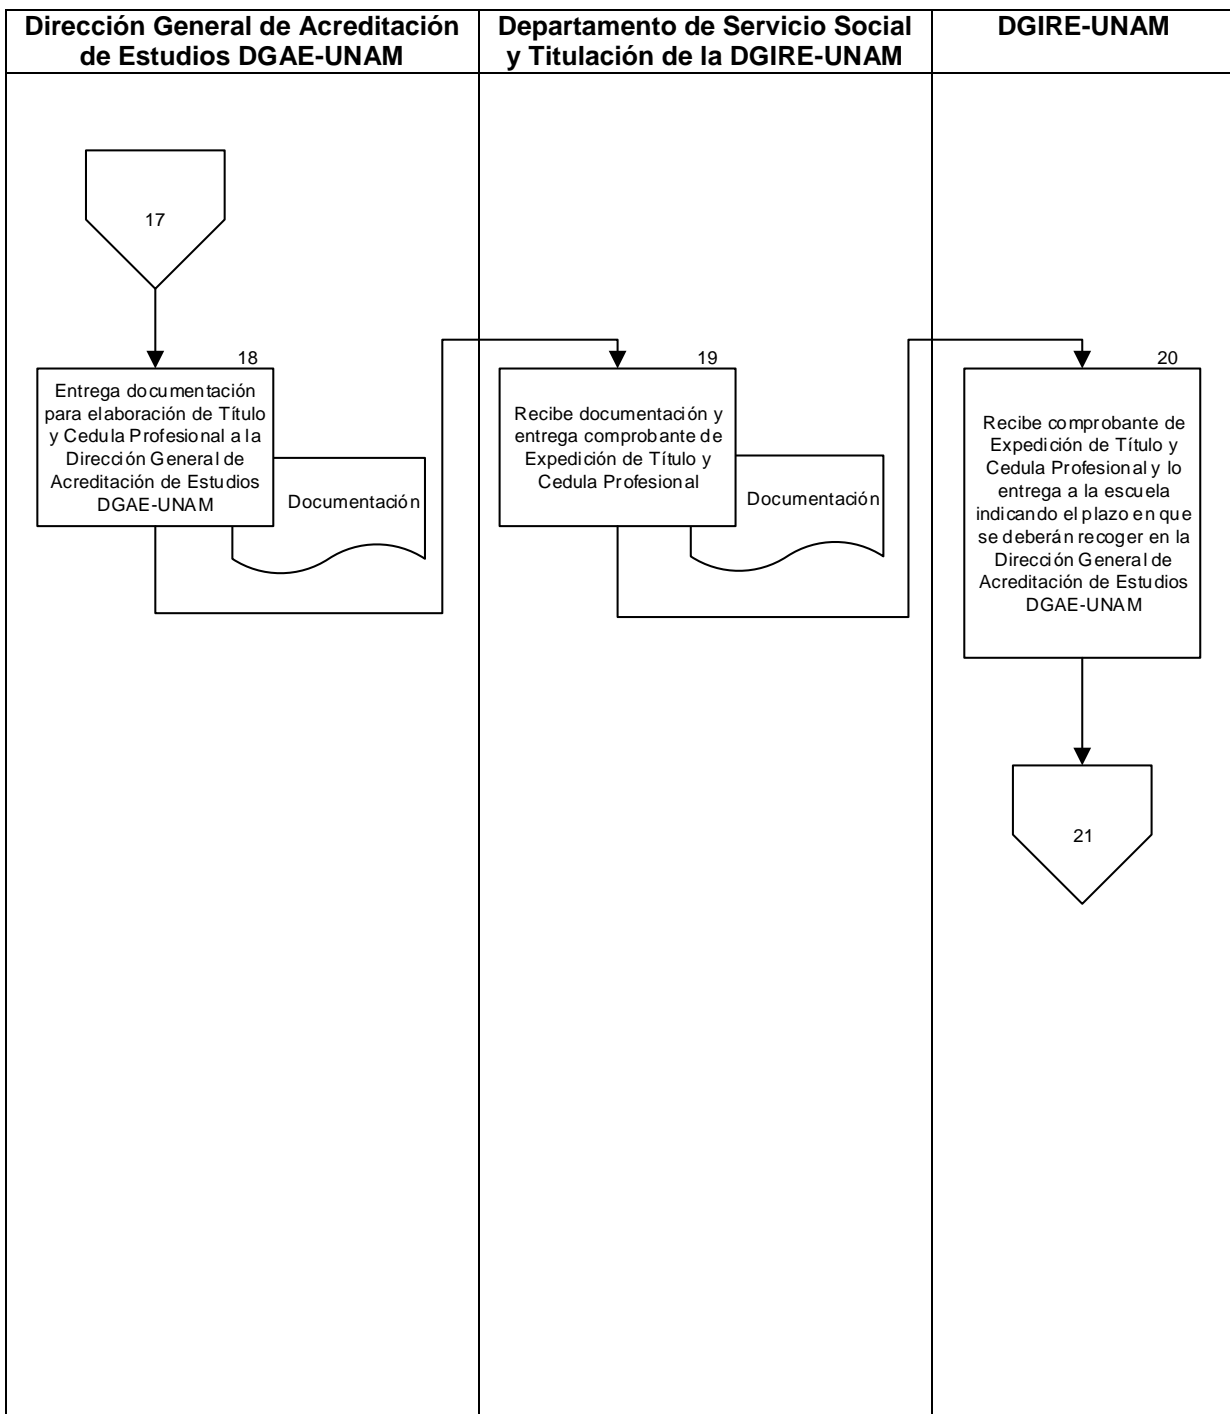 Dirección General de Acreditación
de Estudios DGAE-UNAM
Departamento de Servicio Social
y Titulación de la DGIRE-UNAM
DGIRE-UNAM
17
18
Entrega documentación
para elaboración de Título
y Cedula Profesional a la
Dirección General de
Acreditación de Estudios
DGAE-UNAM
Documentación
19
Recibe documentación y
entrega comprobante de
Expedición de Título y
Cedula Profesional
Documentación
20
Recibe comprobante de
Expedición de Título y
Cedula Profesional y lo
entrega a la escuela
indicando el plazo en que
se deberán recoger en la
Dirección General de
Acreditación de Estudios
DGAE-UNAM
21